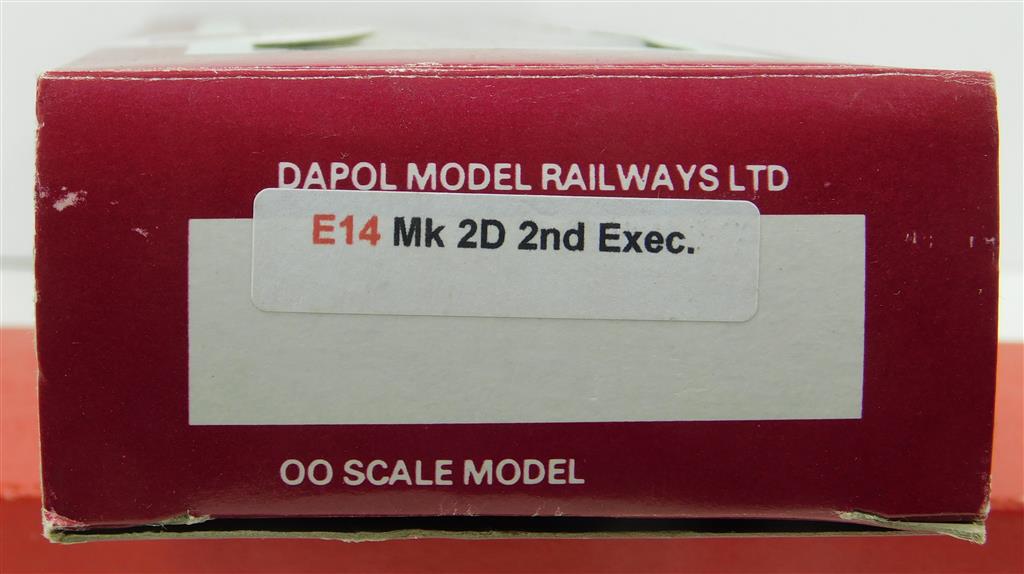 DAPOL MODEL RAILWAYS LTD
E14 Mk 2D 2nd Exec.
OO SCALE MODEL